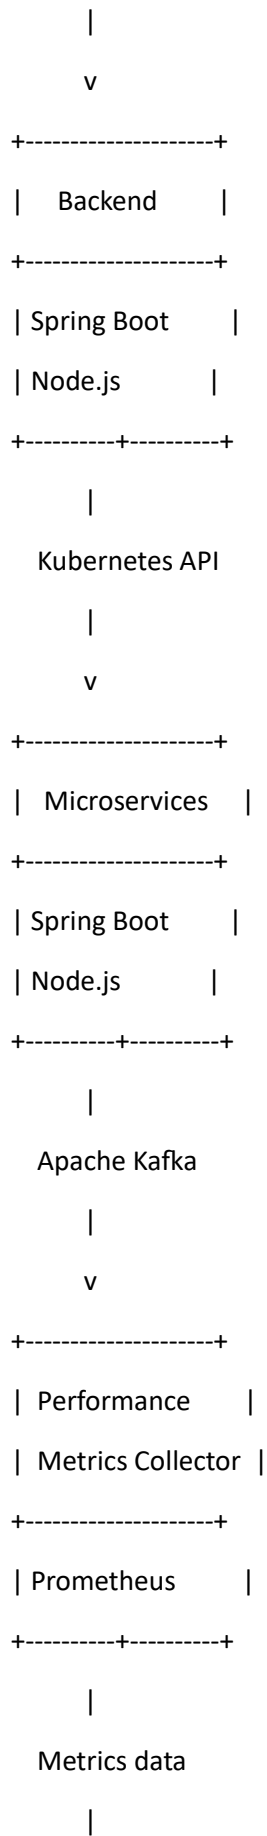 |
v
+---------------------+
| Backend |
+---------------------+
| Spring Boot |
| Node.js |
+----------+----------+
|
Kubernetes API
|
v
+---------------------+
| Microservices |
+---------------------+
| Spring Boot |
| Node.js |
+----------+----------+
|
Apache Kafka
|
v
+---------------------+
| Performance |
| Metrics Collector |
+---------------------+
| Prometheus |
+----------+----------+
|
Metrics data
|